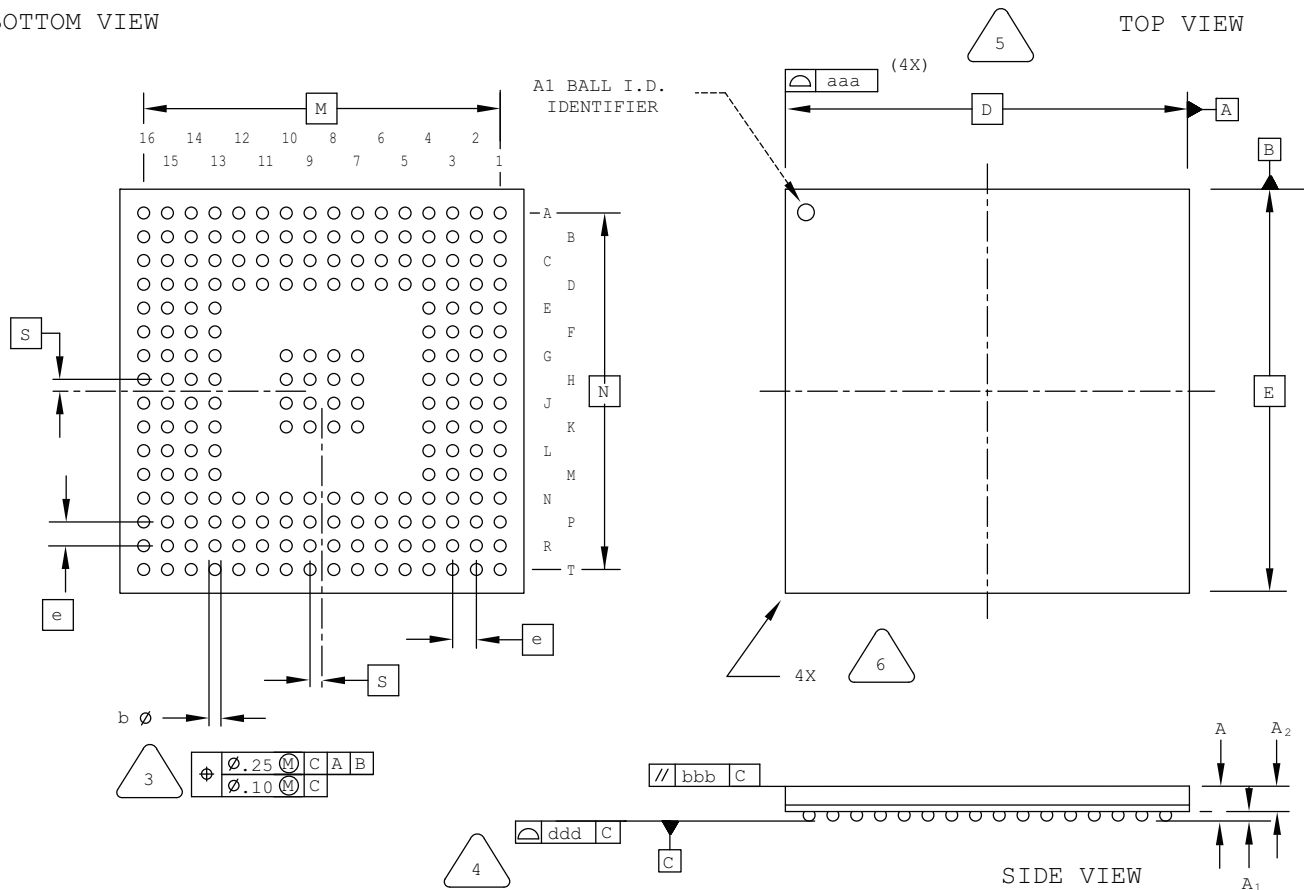 BOTTOM VIEW
TOP VIEW
5
aaa
(4X)
A1 BALL I.D.
IDENTIFIER
M
D
A
B
16 14 12 10 8 6 4 2
15 13 11 9 7 5 3 1
A
B
C
D
E
F
G
H
J
K
L
M
N
P
R
T
S
N
E
e
e
S
4X
6
b Ø
3
Ø.25 M C A B
Ø.10 M C
// bbb C
A
A2
ddd C
4
C
SIDE VIEW
A1